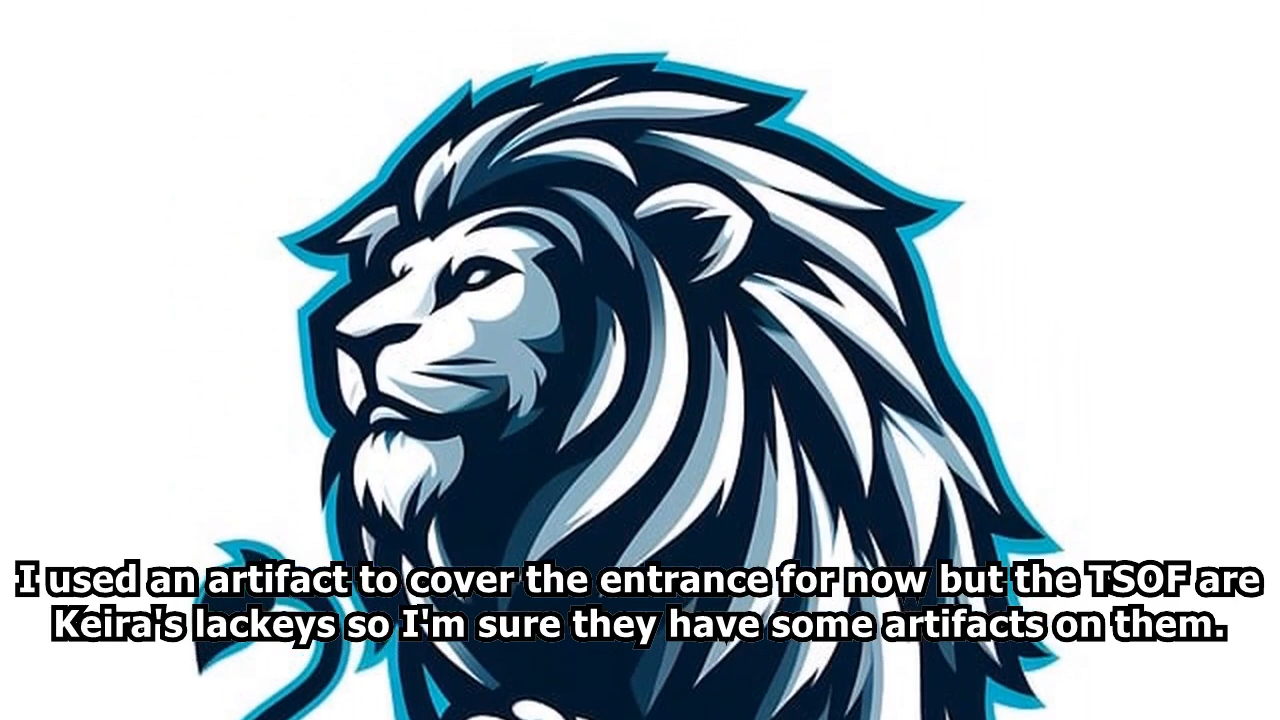 I used an artifact to cover the entrance for now but the TSOF are
Keira's lackeys so I'm sure they have some artifacts on them.